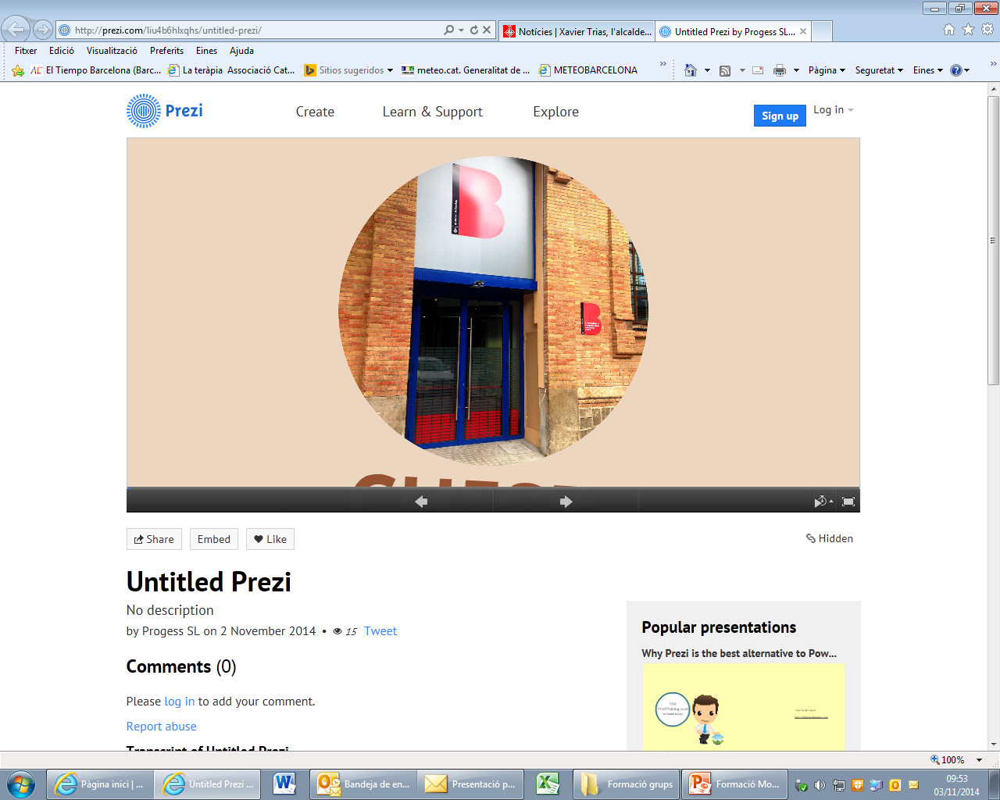 http://prezi.com/liu4b6hlxqhs/untitled-prezi/
Notícies | Xavier Trias, l'alcalde...
Untitled Prezi by Progess SL...
Fitxer Edició Visualització Preferits Eines Ajuda
El Tiempo Barcelona (Barc... La teràpia Associació Cat... Sitios sugeridos meteo.cat. Generalitat de ... METEOBARCELONA Pàgina Seguretat Eines
Prezi Create Learn & Support Explore Sign up Log in
B
B
Share Embed Like Hidden
Untitled Prezi
No description
by Progess SL on 2 November 2014 • 15 Tweet
Comments (0)
Please log in to add your comment.
Report abuse
Transcript of Untitled Prezi
Popular presentations
Why Prezi is the best alternative to Pow...
100%
Pàgina inici | ... Untitled Prezi ... Bandeja de en... Presentació p... Formació grups Formació Mo... 09:53
03/11/2014